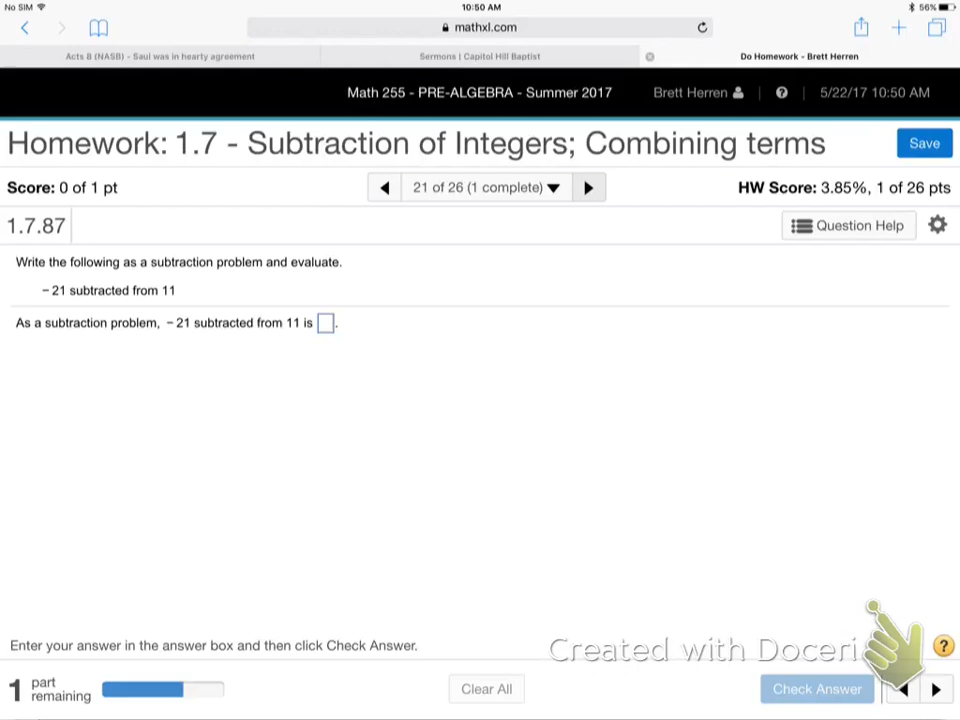 No SIM
10:50 AM
56%
mathxl.com
Acts 8 (NASB) - Saul was in hearty agreement
Sermons | Capitol Hill Baptist
Do Homework - Brett Herren
Math 255 - PRE-ALGEBRA - Summer 2017
Brett Herren
?
5/22/17 10:50 AM
Homework: 1.7 - Subtraction of Integers; Combining terms
Save
Score: 0 of 1 pt
21 of 26 (1 complete)
HW Score: 3.85%, 1 of 26 pts
1.7.87
Question Help
Write the following as a subtraction problem and evaluate.
−21 subtracted from 11
As a subtraction problem, −21 subtracted from 11 is .
Enter your answer in the answer box and then click Check Answer.
Created with Doceri
?
1 part remaining
Clear All
Check Answer